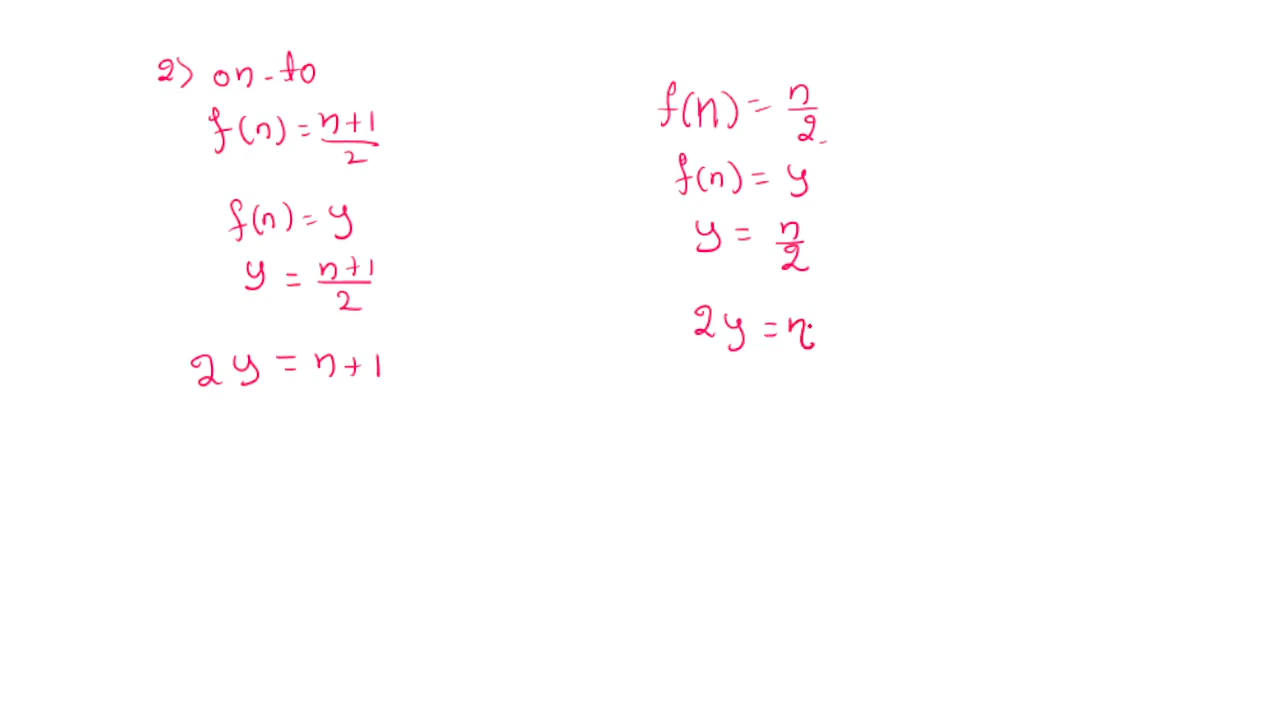 2) on-to
f(n) = n+1/2
f(n) = y
y = n+1/2
2y = n+1
f(n) = n/2
f(n) = y
y = n/2
2y = n